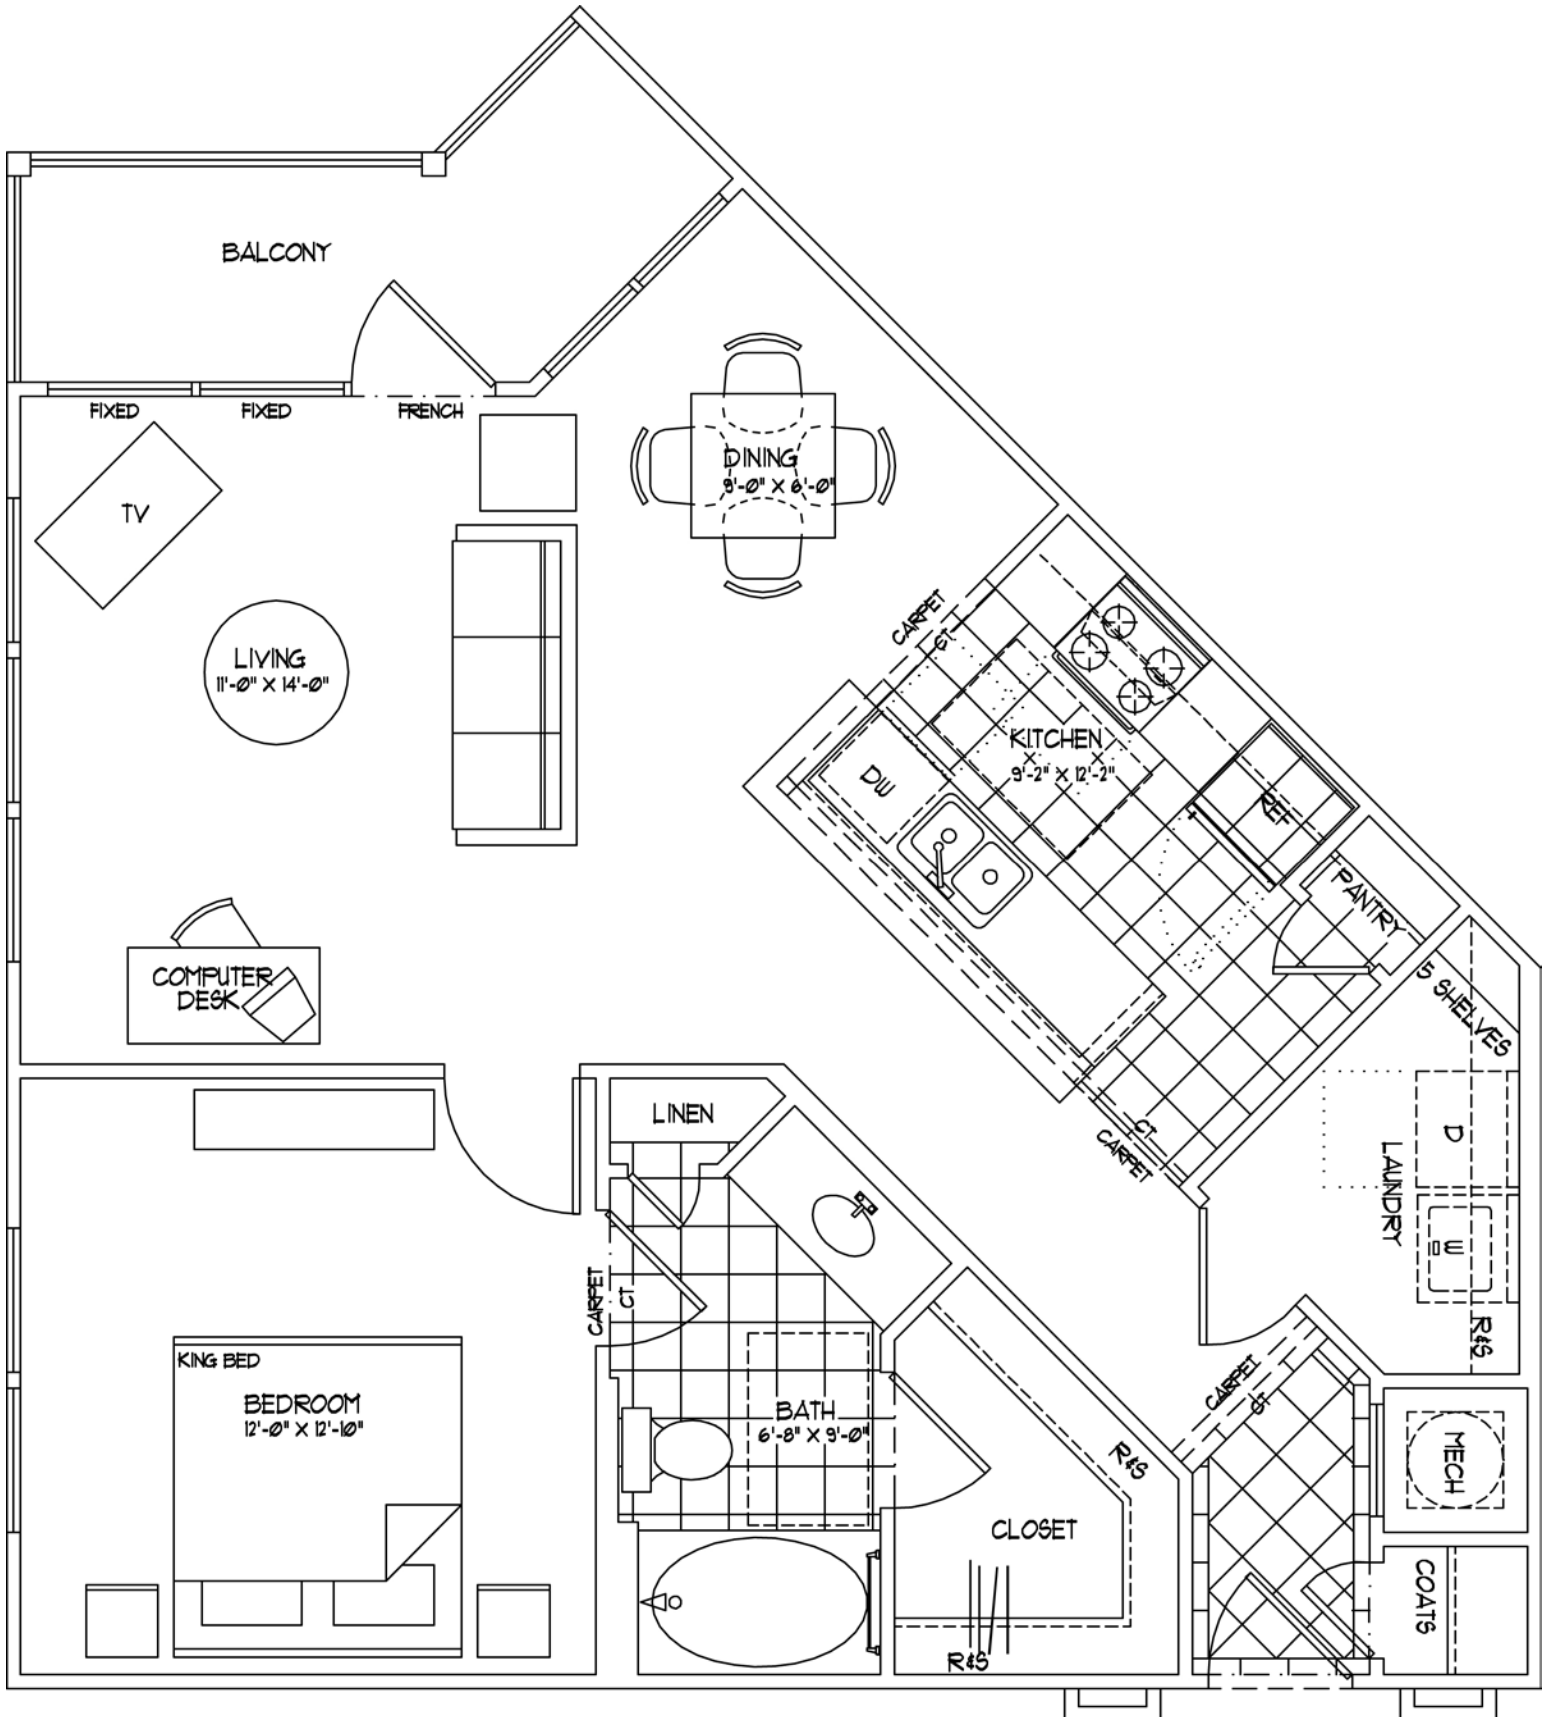 BALCONY
FIXED
FIXED
FRENCH
TV
DINING
9'-0" X 6'-0"
LIVING
11'-0" X 14'-0"
CARPET
CT
KITCHEN
9'-2" X 12'-2"
DW
REF
PANTRY
5 SHELVES
COMPUTER
DESK
LINEN
CT
CARPET
D
LAUNDRY
W
R&S
CARPET
CT
CARPET
CT
KING BED
BEDROOM
12'-0" X 12'-10"
BATH
6'-8" X 9'-0"
R&S
MECH
CLOSET
COATS
R&S